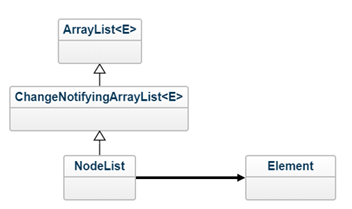 ArrayList<E>
ChangeNotifyingArrayList<E>
NodeList
Element